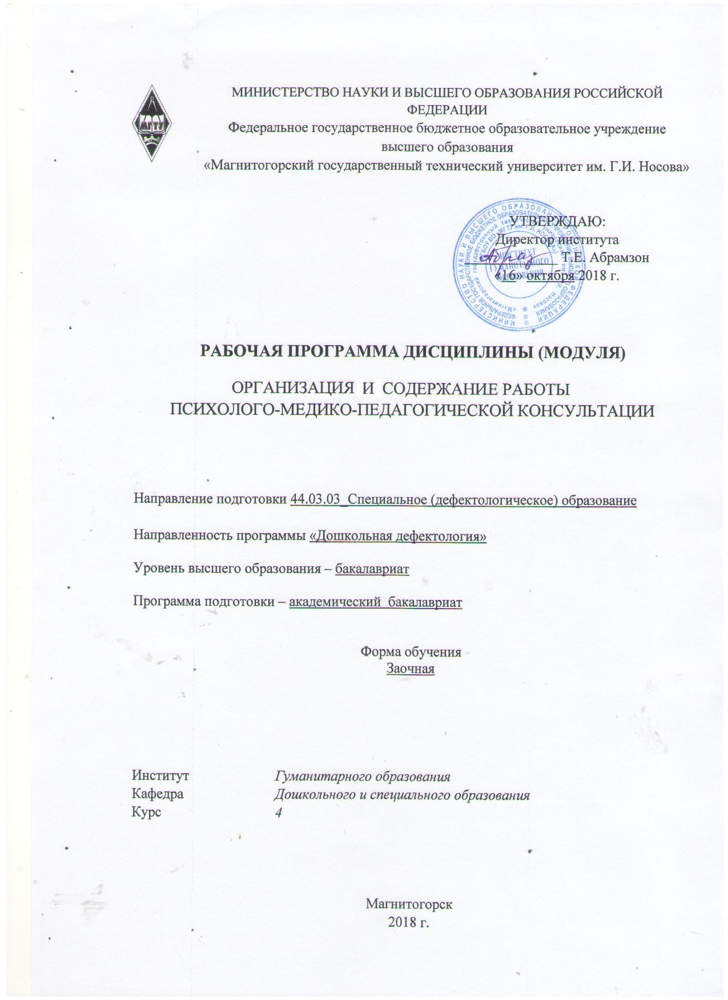 МИНИСТЕРСТВО НАУКИ И ВЫСШЕГО ОБРАЗОВАНИЯ РОССИЙСКОЙ
ФЕДЕРАЦИИ
Федеральное государственное бюджетное образовательное учреждение
высшего образования
«Магнитогорский государственный технический университет им. Г.И. Носова»
МГТУ
УТВЕРЖДАЮ:
Директор института
Т.Е. Абрамзон
«16» октября 2018 г.
ИНСТИТУТ
ГУМАНИТАРНОГО
ОБРАЗОВАНИЯ
РАБОЧАЯ ПРОГРАММА ДИСЦИПЛИНЫ (МОДУЛЯ)
ОРГАНИЗАЦИЯ И СОДЕРЖАНИЕ РАБОТЫ
ПСИХОЛОГО-МЕДИКО-ПЕДАГОГИЧЕСКОЙ КОНСУЛЬТАЦИИ
Направление подготовки 44.03.03_Специальное (дефектологическое) образование
Направленность программы «Дошкольная дефектология»
Уровень высшего образования – бакалавриат
Программа подготовки – академический бакалавриат
Форма обучения
Заочная
Институт Гуманитарного образования
Кафедра Дошкольного и специального образования
Курс 4
Магнитогорск
2018 г.